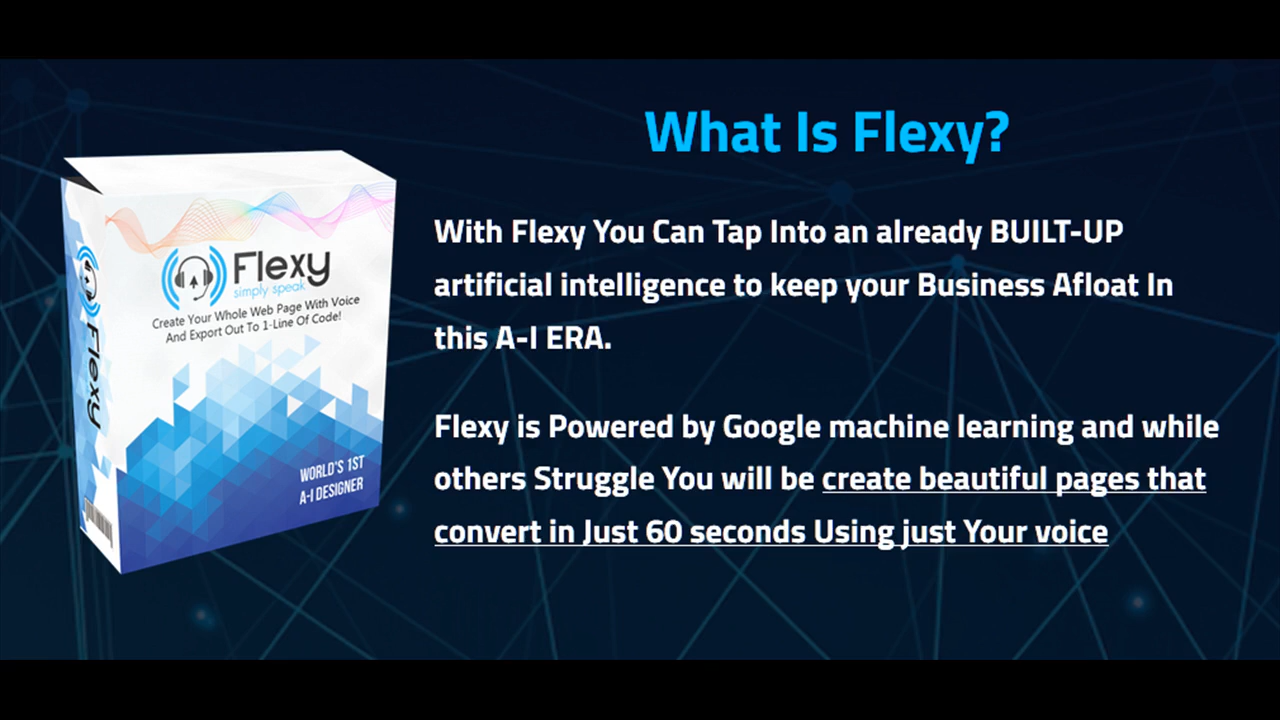 What Is Flexy?
With Flexy You Can Tap Into an already BUILT-UP
artificial intelligence to keep your Business Afloat In
this A-I ERA.
Flexy is Powered by Google machine learning and while
others Struggle You will be create beautiful pages that
convert in Just 60 seconds Using just Your voice
Flexy
simply speak
Create Your Whole Web Page With Voice
And Export Out To 1-Line Of Code!
WORLD'S 1ST
A-I DESIGNER
Flexy